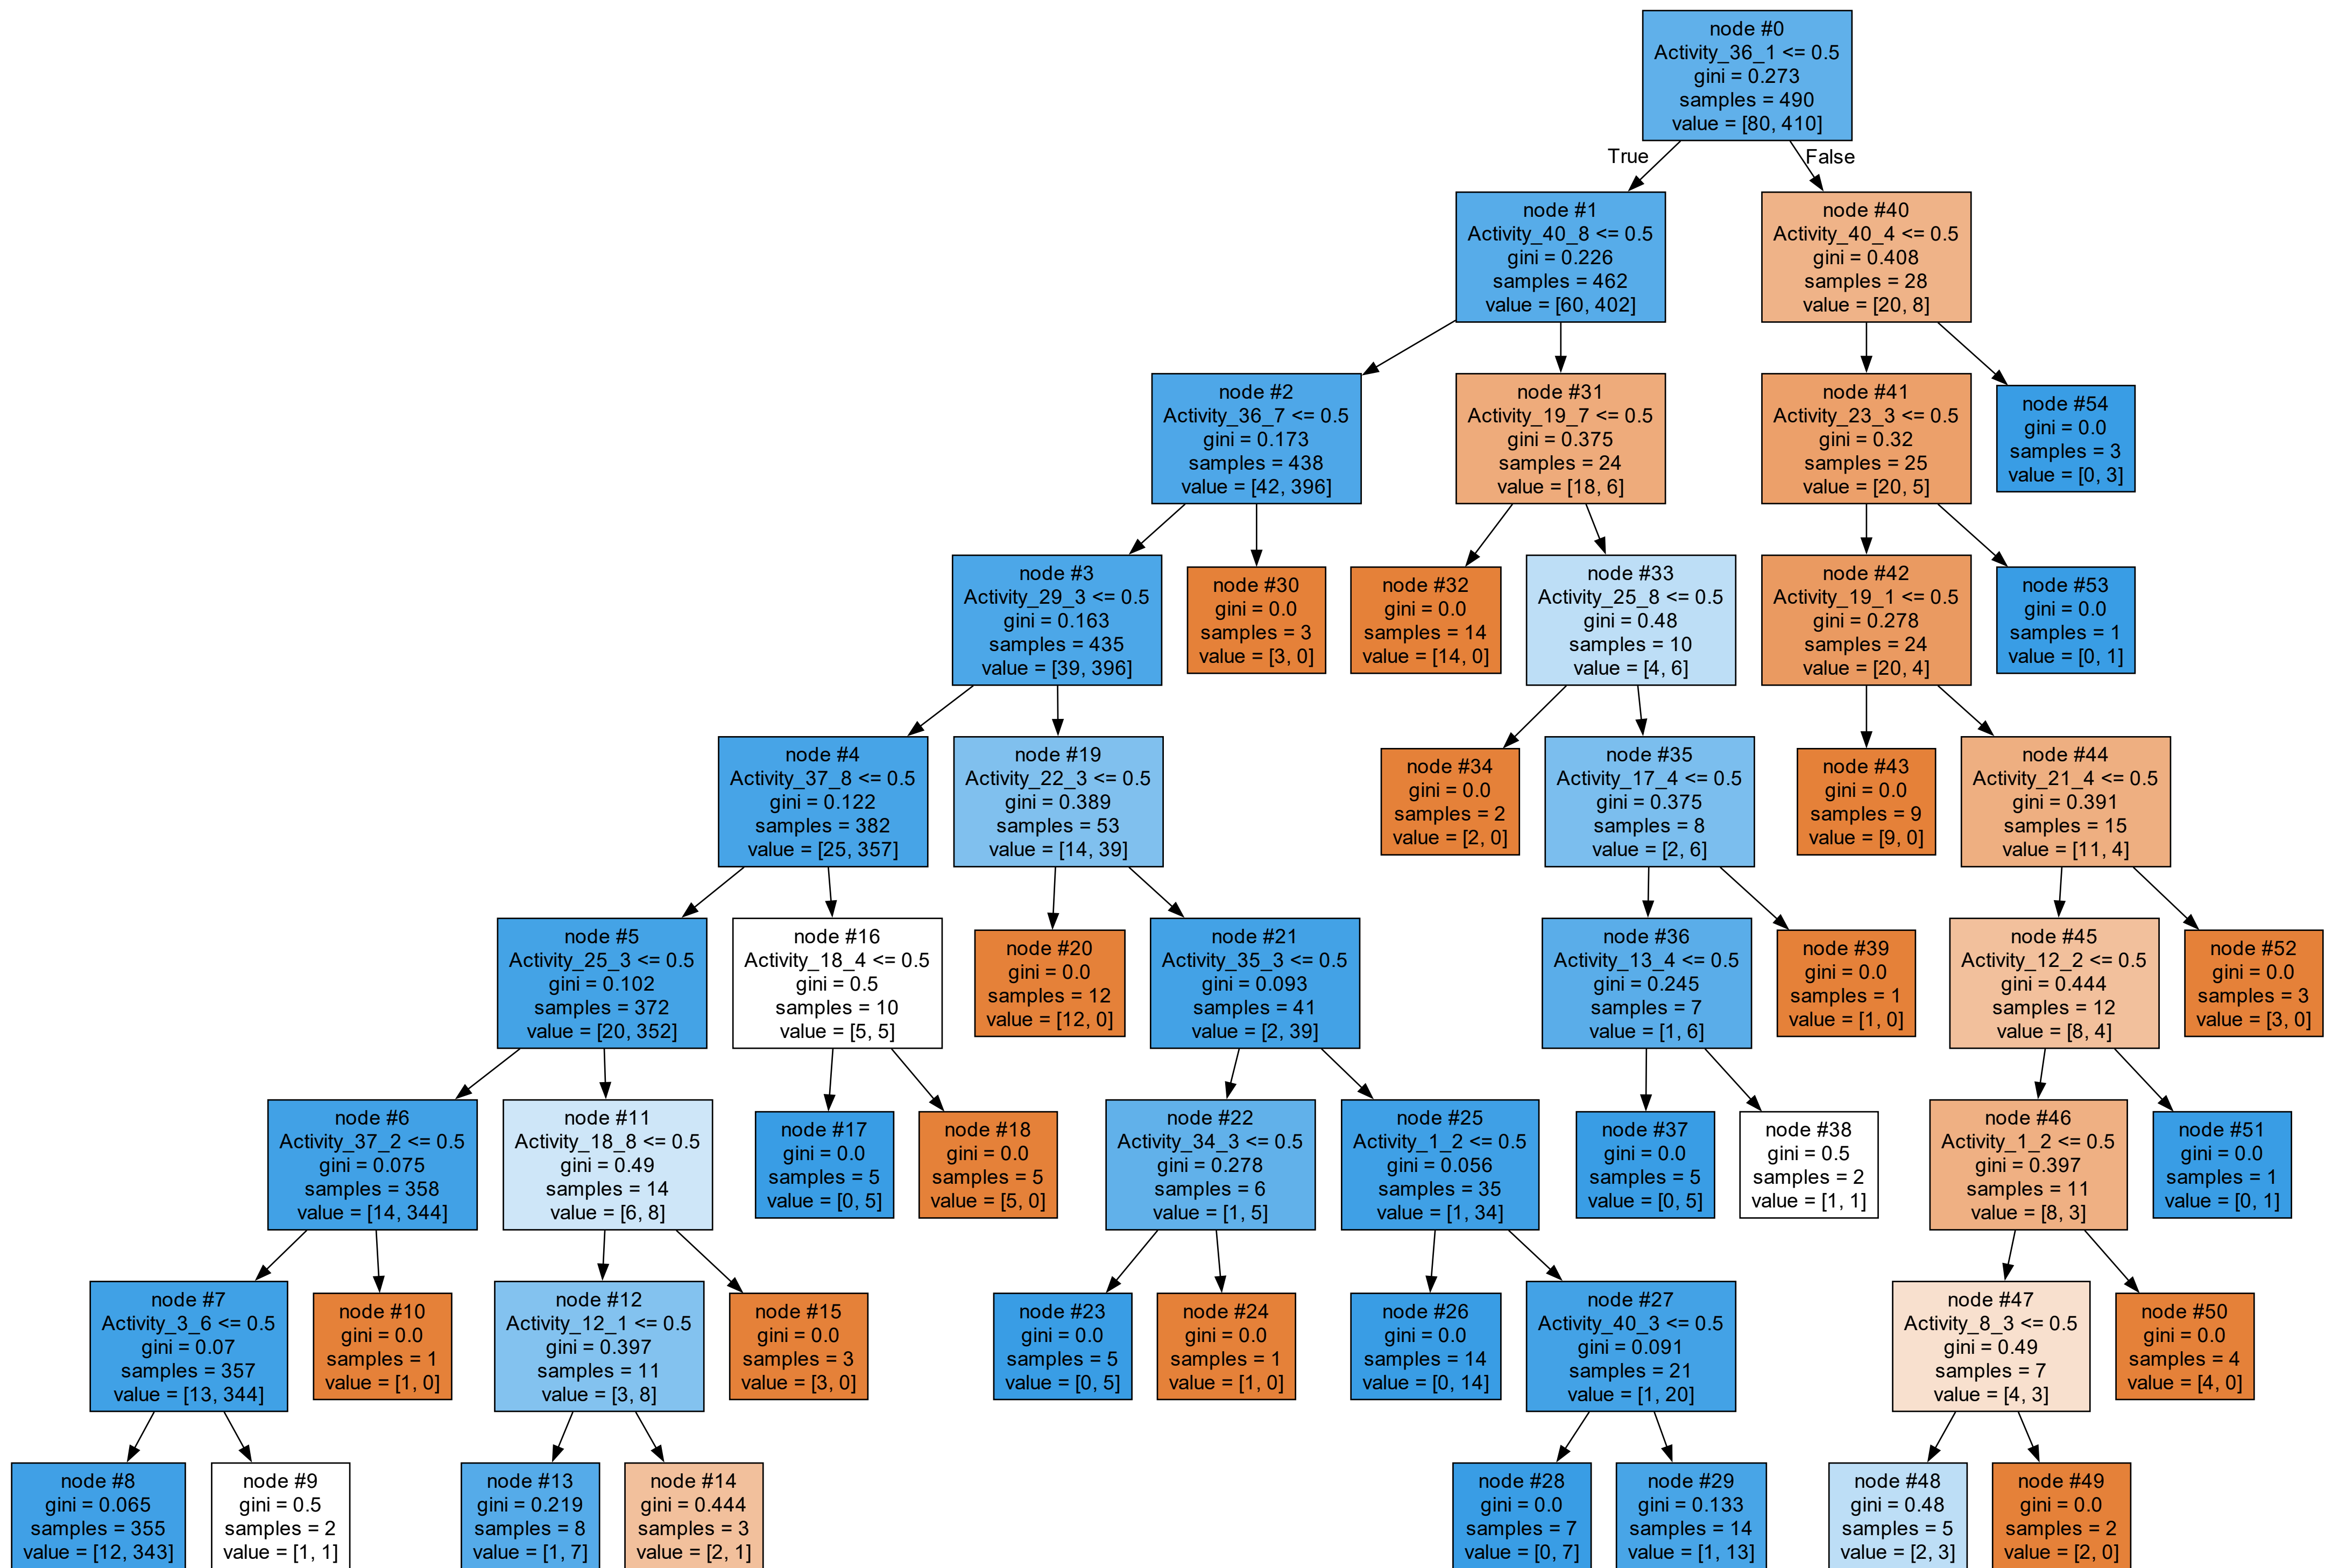 node #0
Activity_36_1 <= 0.5
gini = 0.273
samples = 490
value = [80, 410]
True
False
node #1
Activity_40_8 <= 0.5
gini = 0.226
samples = 462
value = [60, 402]
node #40
Activity_40_4 <= 0.5
gini = 0.408
samples = 28
value = [20, 8]
node #2
Activity_36_7 <= 0.5
gini = 0.173
samples = 438
value = [42, 396]
node #31
Activity_19_7 <= 0.5
gini = 0.375
samples = 24
value = [18, 6]
node #41
Activity_23_3 <= 0.5
gini = 0.32
samples = 25
value = [20, 5]
node #54
gini = 0.0
samples = 3
value = [0, 3]
node #3
Activity_29_3 <= 0.5
gini = 0.163
samples = 435
value = [39, 396]
node #30
gini = 0.0
samples = 3
value = [3, 0]
node #32
gini = 0.0
samples = 14
value = [14, 0]
node #33
Activity_25_8 <= 0.5
gini = 0.48
samples = 10
value = [4, 6]
node #42
Activity_19_1 <= 0.5
gini = 0.278
samples = 24
value = [20, 4]
node #53
gini = 0.0
samples = 1
value = [0, 1]
node #4
Activity_37_8 <= 0.5
gini = 0.122
samples = 382
value = [25, 357]
node #19
Activity_22_3 <= 0.5
gini = 0.389
samples = 53
value = [14, 39]
node #34
gini = 0.0
samples = 2
value = [2, 0]
node #35
Activity_17_4 <= 0.5
gini = 0.375
samples = 8
value = [2, 6]
node #43
gini = 0.0
samples = 9
value = [9, 0]
node #44
Activity_21_4 <= 0.5
gini = 0.391
samples = 15
value = [11, 4]
node #5
Activity_25_3 <= 0.5
gini = 0.102
samples = 372
value = [20, 352]
node #16
Activity_18_4 <= 0.5
gini = 0.5
samples = 10
value = [5, 5]
node #20
gini = 0.0
samples = 12
value = [12, 0]
node #21
Activity_35_3 <= 0.5
gini = 0.093
samples = 41
value = [2, 39]
node #36
Activity_13_4 <= 0.5
gini = 0.245
samples = 7
value = [1, 6]
node #39
gini = 0.0
samples = 1
value = [1, 0]
node #45
Activity_12_2 <= 0.5
gini = 0.444
samples = 12
value = [8, 4]
node #52
gini = 0.0
samples = 3
value = [3, 0]
node #6
Activity_37_2 <= 0.5
gini = 0.075
samples = 358
value = [14, 344]
node #11
Activity_18_8 <= 0.5
gini = 0.49
samples = 14
value = [6, 8]
node #17
gini = 0.0
samples = 5
value = [0, 5]
node #18
gini = 0.0
samples = 5
value = [5, 0]
node #22
Activity_34_3 <= 0.5
gini = 0.278
samples = 6
value = [1, 5]
node #25
Activity_1_2 <= 0.5
gini = 0.056
samples = 35
value = [1, 34]
node #37
gini = 0.0
samples = 5
value = [0, 5]
node #38
gini = 0.5
samples = 2
value = [1, 1]
node #46
Activity_1_2 <= 0.5
gini = 0.397
samples = 11
value = [8, 3]
node #51
gini = 0.0
samples = 1
value = [0, 1]
node #7
Activity_3_6 <= 0.5
gini = 0.07
samples = 357
value = [13, 344]
node #10
gini = 0.0
samples = 1
value = [1, 0]
node #12
Activity_12_1 <= 0.5
gini = 0.397
samples = 11
value = [3, 8]
node #15
gini = 0.0
samples = 3
value = [3, 0]
node #23
gini = 0.0
samples = 5
value = [0, 5]
node #24
gini = 0.0
samples = 1
value = [1, 0]
node #26
gini = 0.0
samples = 14
value = [0, 14]
node #27
Activity_40_3 <= 0.5
gini = 0.091
samples = 21
value = [1, 20]
node #47
Activity_8_3 <= 0.5
gini = 0.49
samples = 7
value = [4, 3]
node #50
gini = 0.0
samples = 4
value = [4, 0]
node #8
gini = 0.065
samples = 355
value = [12, 343]
node #9
gini = 0.5
samples = 2
value = [1, 1]
node #13
gini = 0.219
samples = 8
value = [1, 7]
node #14
gini = 0.444
samples = 3
value = [2, 1]
node #28
gini = 0.0
samples = 7
value = [0, 7]
node #29
gini = 0.133
samples = 14
value = [1, 13]
node #48
gini = 0.48
samples = 5
value = [2, 3]
node #49
gini = 0.0
samples = 2
value = [2, 0]